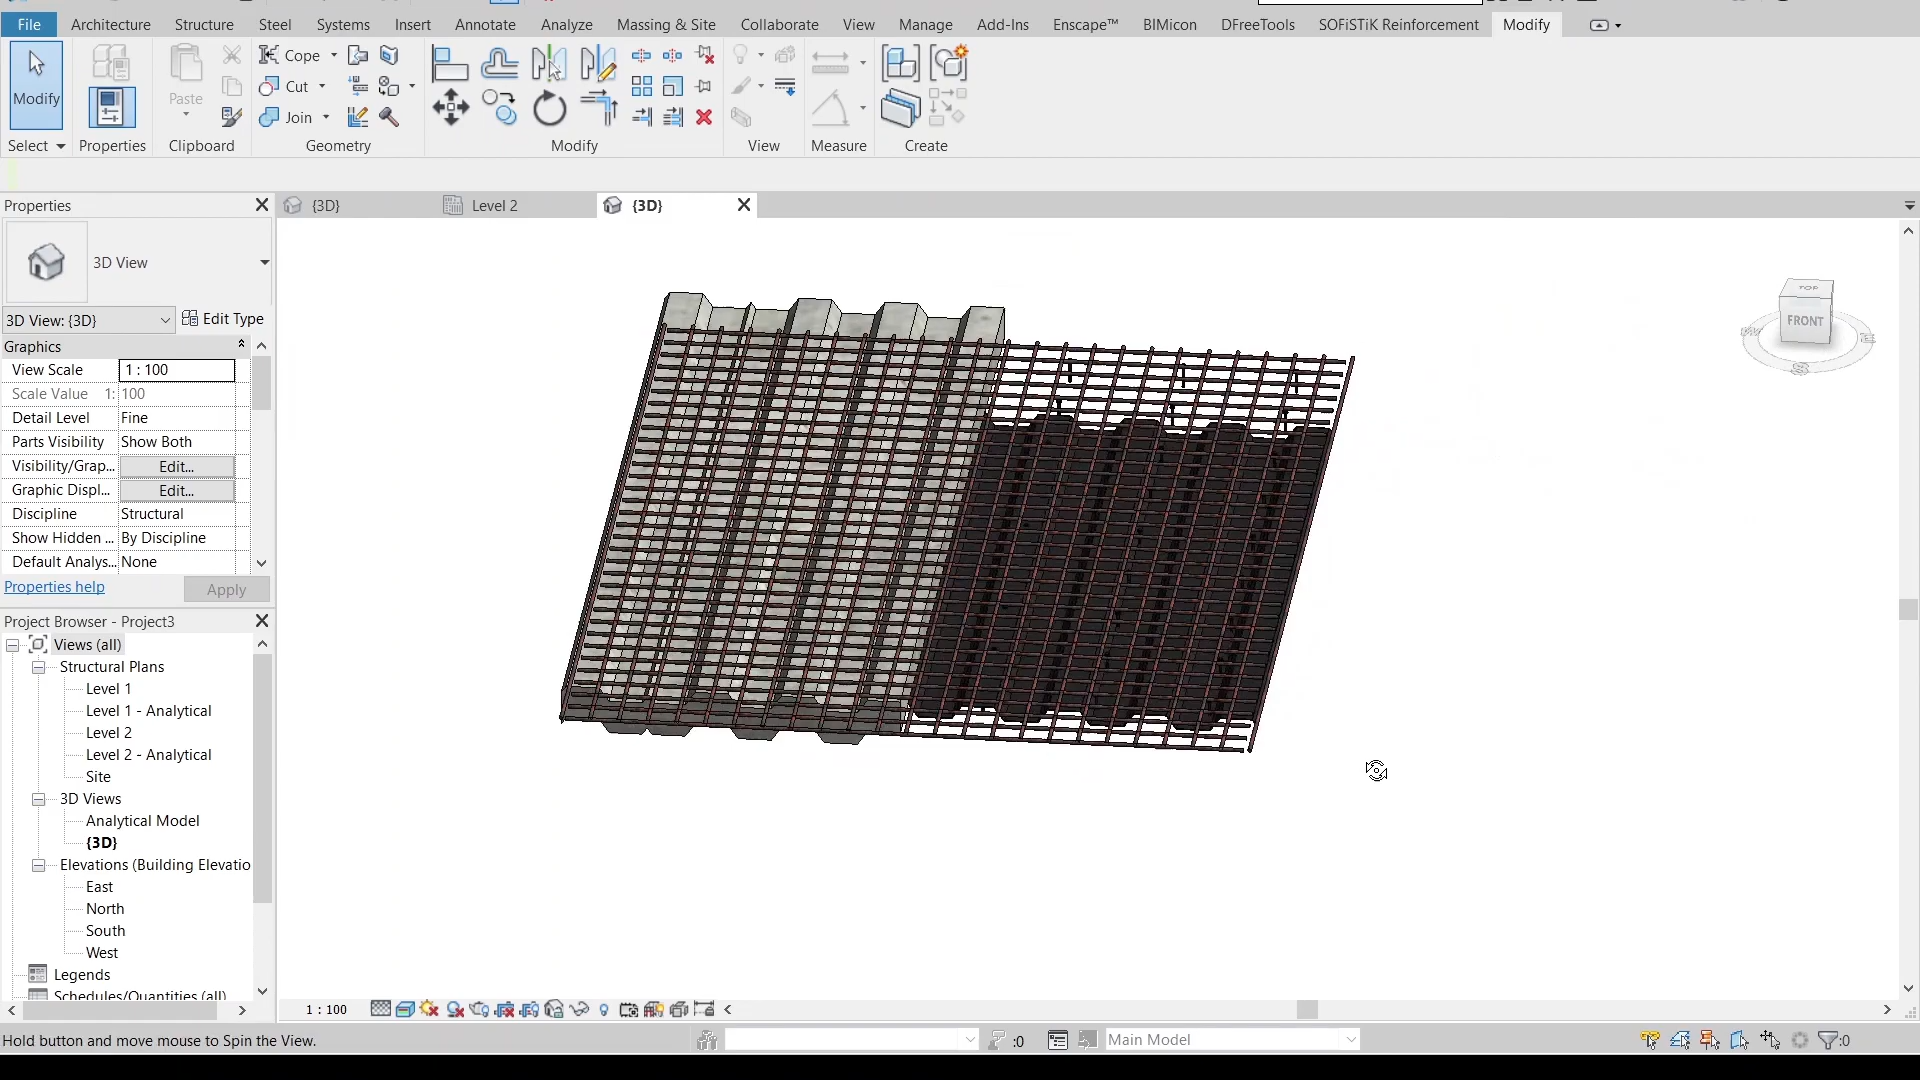 File Architecture Structure Steel Systems Insert Annotate Analyze Massing & Site Collaborate View Manage Add-Ins Enscape™ BIMicon DFreeTools SOFiSTiK Reinforcement Modify
Modify Paste Cope
Cut
Join
Select Properties Clipboard Geometry Modify View Measure Create
Properties
{3D} Level 2 {3D}
3D View
3D View: {3D} Edit Type
Graphics
View Scale 1 : 100
Scale Value 1: 100
Detail Level Fine
Parts Visibility Show Both
Visibility/Grap... Edit...
Graphic Displ... Edit...
Discipline Structural
Show Hidden ... By Discipline
Default Analys... None
Properties help Apply
Project Browser - Project3
Views (all)
Structural Plans
Level 1
Level 1 - Analytical
Level 2
Level 2 - Analytical
Site
3D Views
Analytical Model
{3D}
Elevations (Building Elevatio
East
North
South
West
Legends
Schedules/Quantities (all)
TOP
FRONT
1 : 100
Hold button and move mouse to Spin the View. :0 Main Model :0